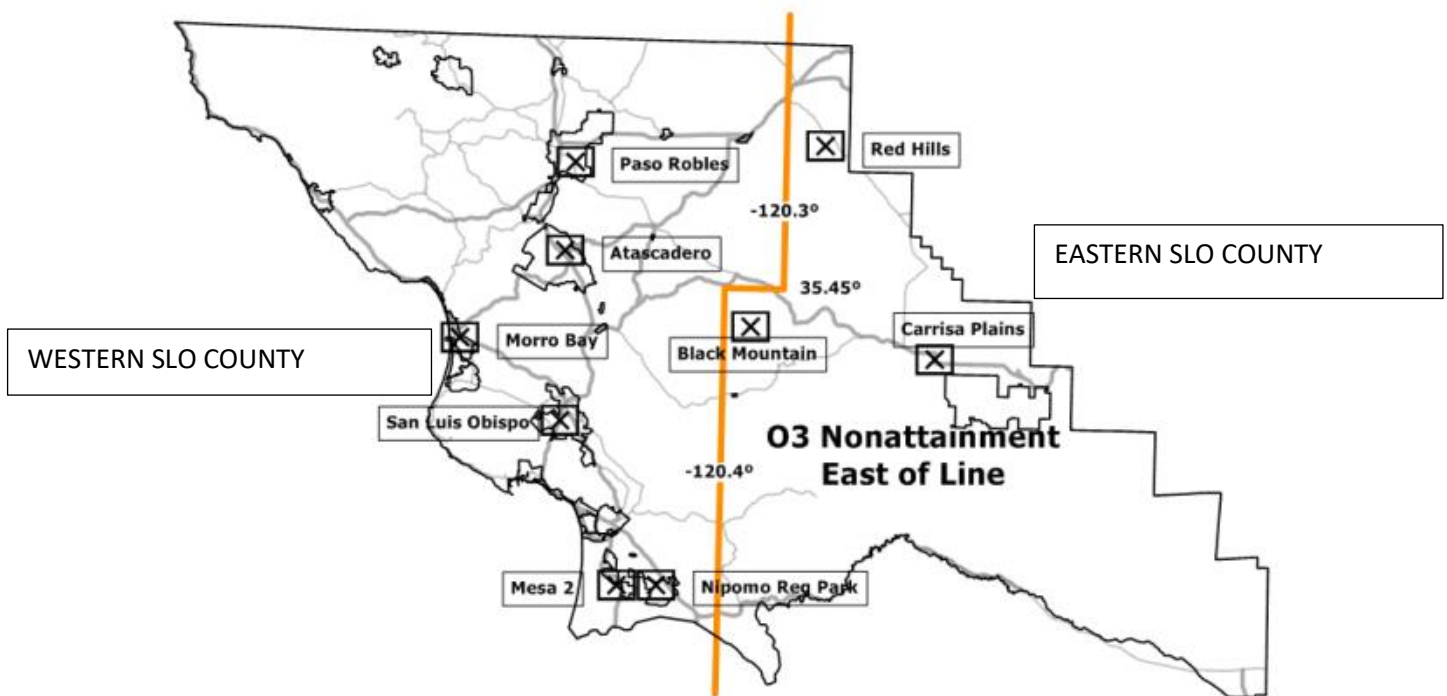 Red Hills
Paso Robles
-120.3º
Atascadero
EASTERN SLO COUNTY
35.45º
Carrisa Plains
Morro Bay
Black Mountain
WESTERN SLO COUNTY
San Luis Obispo
O3 Nonattainment
East of Line
-120.4º
Mesa 2
Nipomo Reg Park